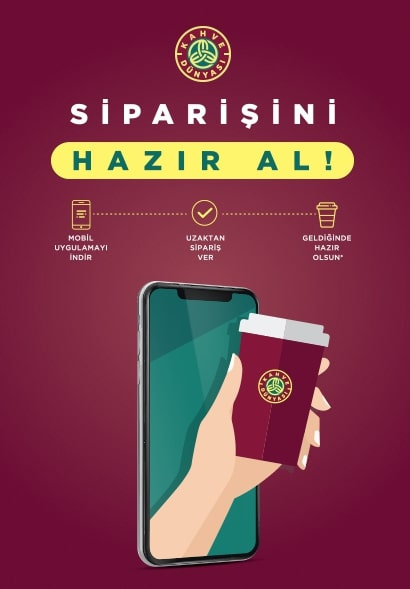 KAHVE DÜNYASI
SİPARİŞİNİ
HAZIR AL!
MOBİL
UYGULAMAYI
İNDİR
UZAKTAN
SİPARİŞ
VER
GELDİĞİNDE
HAZIR
OLSUN*
KAHVE DÜNYASI